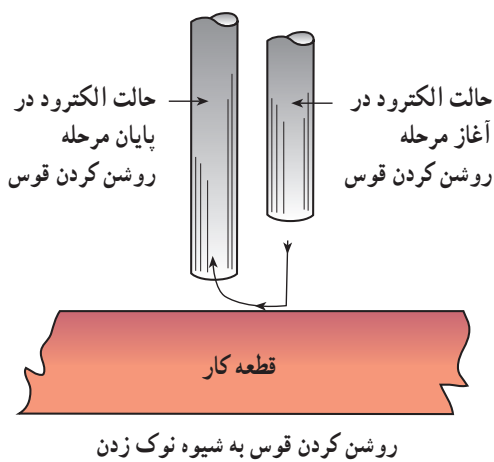 حالت الکترود در
آغاز مرحله
روشن کردن قوس
حالت الکترود در
پایان مرحله
روشن کردن قوس
قطعه کار
روشن کردن قوس به شیوه نوک زدن